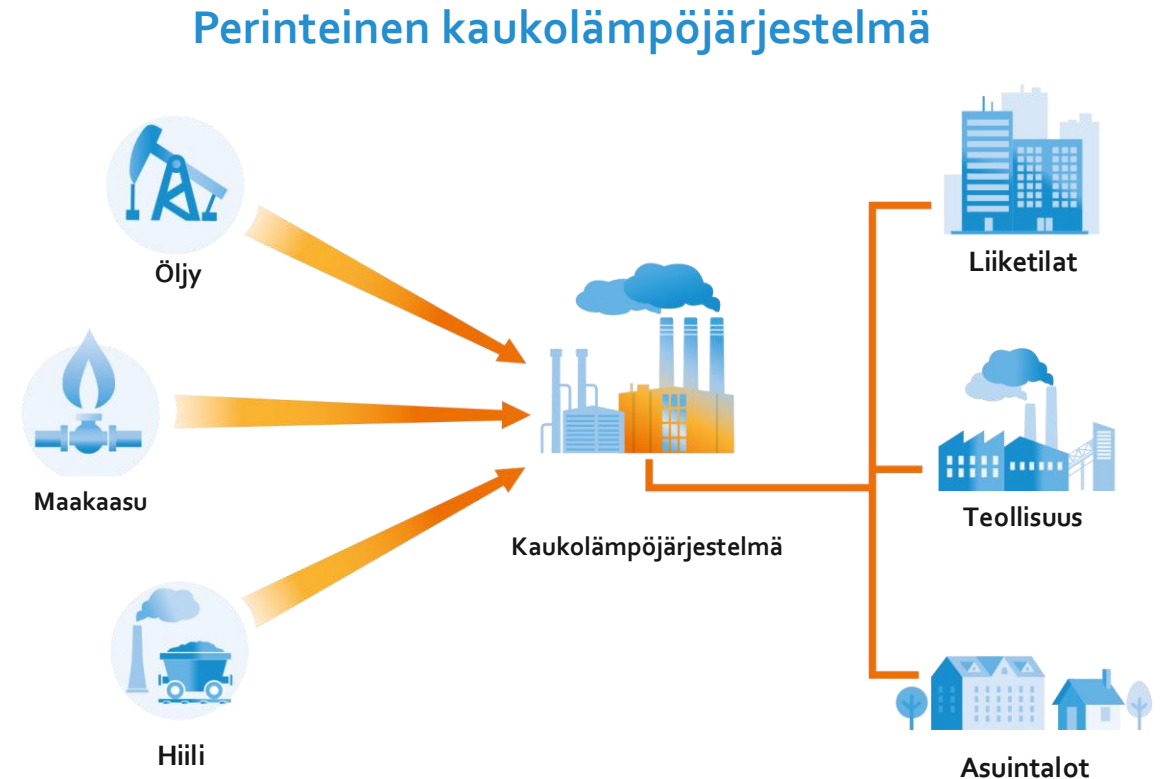 Perinteinen kaukolämpöjärjestelmä
Öljy
Maakaasu
Hiili
Kaukolämpöjärjestelmä
Liiketilat
Teollisuus
Asuintalot